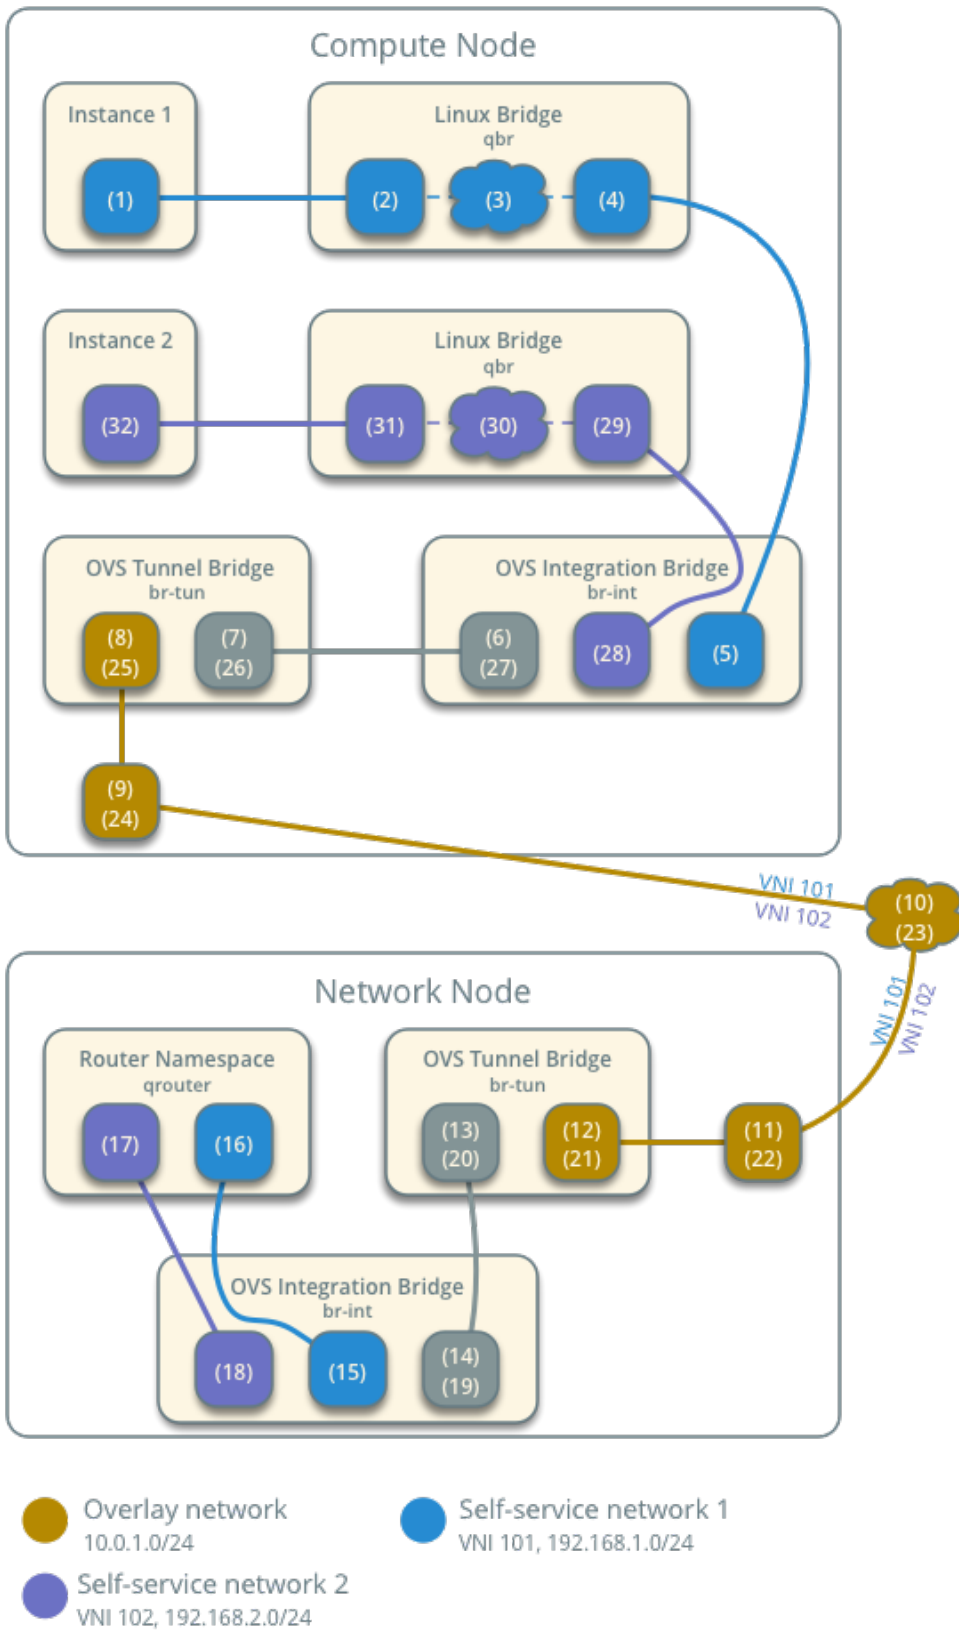 Compute Node
Instance 1
Linux Bridge
qbr
(1)
(2)
(3)
(4)
Instance 2
Linux Bridge
qbr
(32)
(31)
(30)
(29)
OVS Tunnel Bridge
br-tun
(8)
(25)
(7)
(26)
OVS Integration Bridge
br-int
(6)
(27)
(28)
(5)
(9)
(24)
VNI 101
VNI 102
(10)
(23)
VNI 101
VNI 102
Network Node
Router Namespace
qrouter
(17)
(16)
OVS Tunnel Bridge
br-tun
(13)
(20)
(12)
(21)
(11)
(22)
OVS Integration Bridge
br-int
(18)
(15)
(14)
(19)
Overlay network
10.0.1.0/24
Self-service network 1
VNI 101, 192.168.1.0/24
Self-service network 2
VNI 102, 192.168.2.0/24